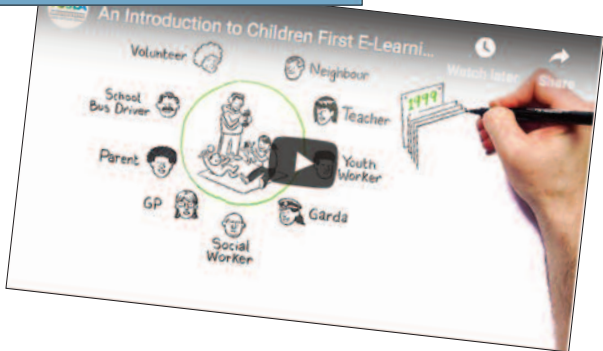 An Introduction to Children First E-Learni...
Watch later
Share
Volunteer
Neighbour
School
Bus Driver
Teacher
1999
Parent
Youth
Worker
GP
Garda
Social
Worker